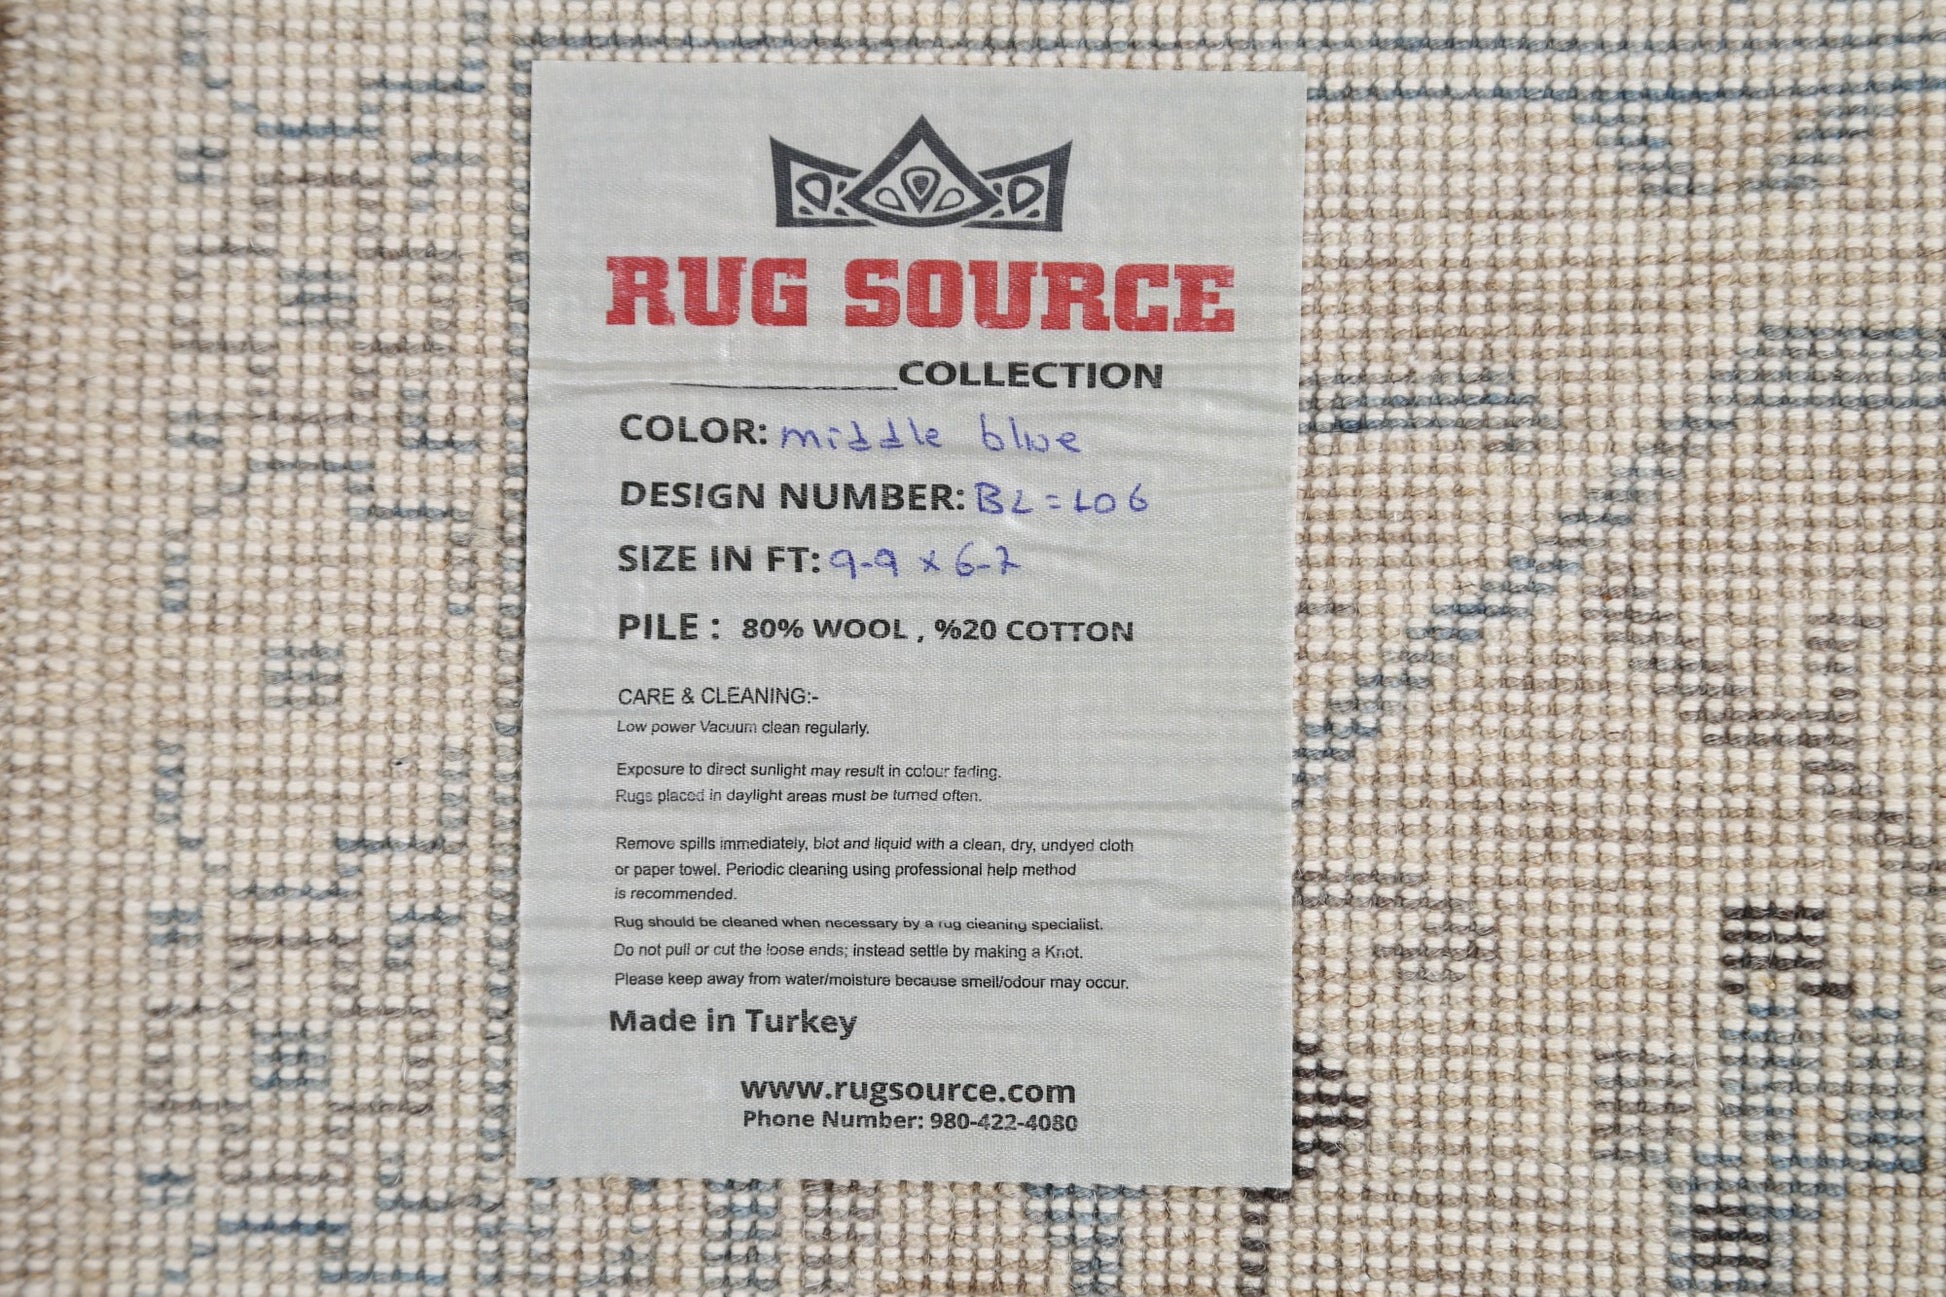 RUG SOURCE
COLLECTION
COLOR: middle blue
DESIGN NUMBER: BL=L06
SIZE IN FT: 9-9 x 6-7
PILE : 80% WOOL , %20 COTTON
CARE & CLEANING:-
Low power Vacuum clean regularly.
Exposure to direct sunlight may result in colour fading.
Rugs placed in daylight areas must be turned often.
Remove spills immediately, blot and liquid with a clean, dry, undyed cloth
or paper towel. Periodic cleaning using professional help method
is recommended.
Rug should be cleaned when necessary by a rug cleaning specialist.
Do not pull or cut the loose ends; instead settle by making a Knot.
Please keep away from water/moisture because smell/odour may occur.
Made in Turkey
www.rugsource.com
Phone Number: 980-422-4080